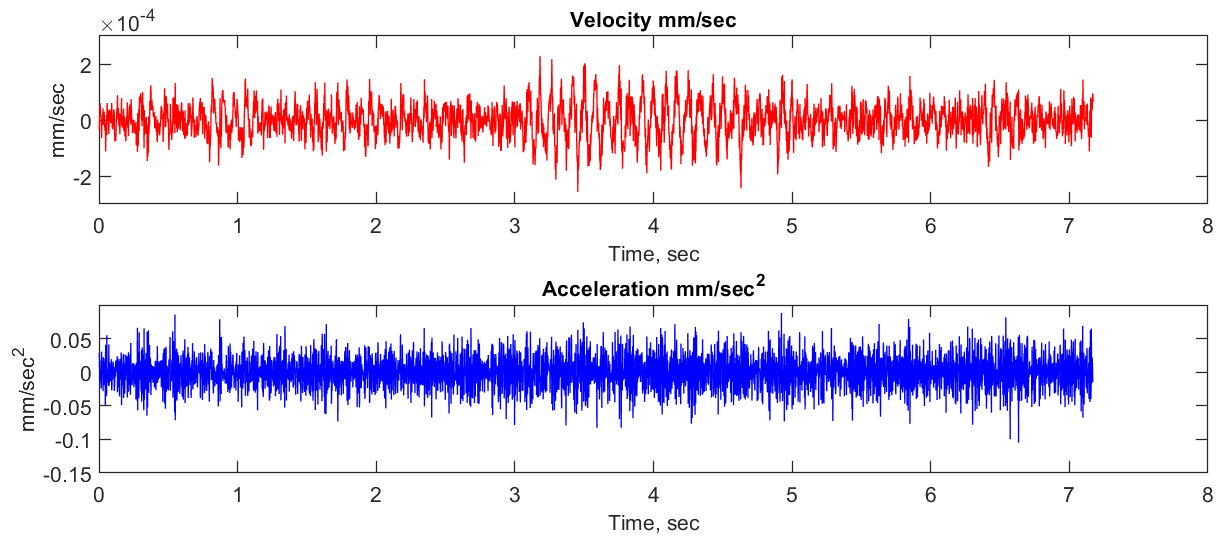 ×10-4
Velocity mm/sec
2
0
-2
mm/sec
0 1 2 3 4 5 6 7 8
Time, sec
Acceleration mm/sec2
0.05
0
-0.05
-0.1
-0.15
mm/sec2
0 1 2 3 4 5 6 7 8
Time, sec